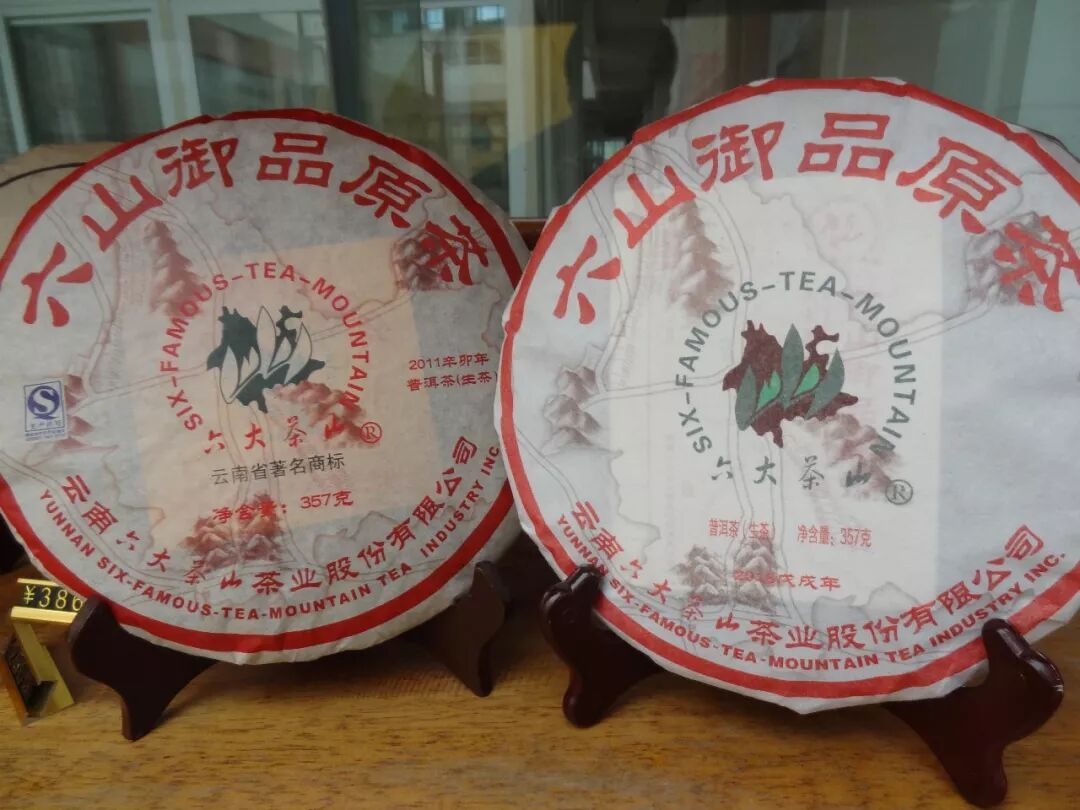 六山御品原茶
SIX-FAMOUS-TEA-MOUNTAIN
2011辛卯年
普洱茶(生茶)
六大茶山®
云南省著名商标
净含量：357克
云南六大茶山茶业股份有限公司
YUNNAN SIX-FAMOUS-TEA-MOUNTAIN TEA INDUSTRY INC.
¥386
六山御品原茶
SIX-FAMOUS-TEA-MOUNTAIN
六大茶山®
普洱茶（生茶） 净含量：357克
2018戊戌年
云南六大茶山茶业股份有限公司
YUNNAN SIX-FAMOUS-TEA-MOUNTAIN TEA INDUSTRY INC.